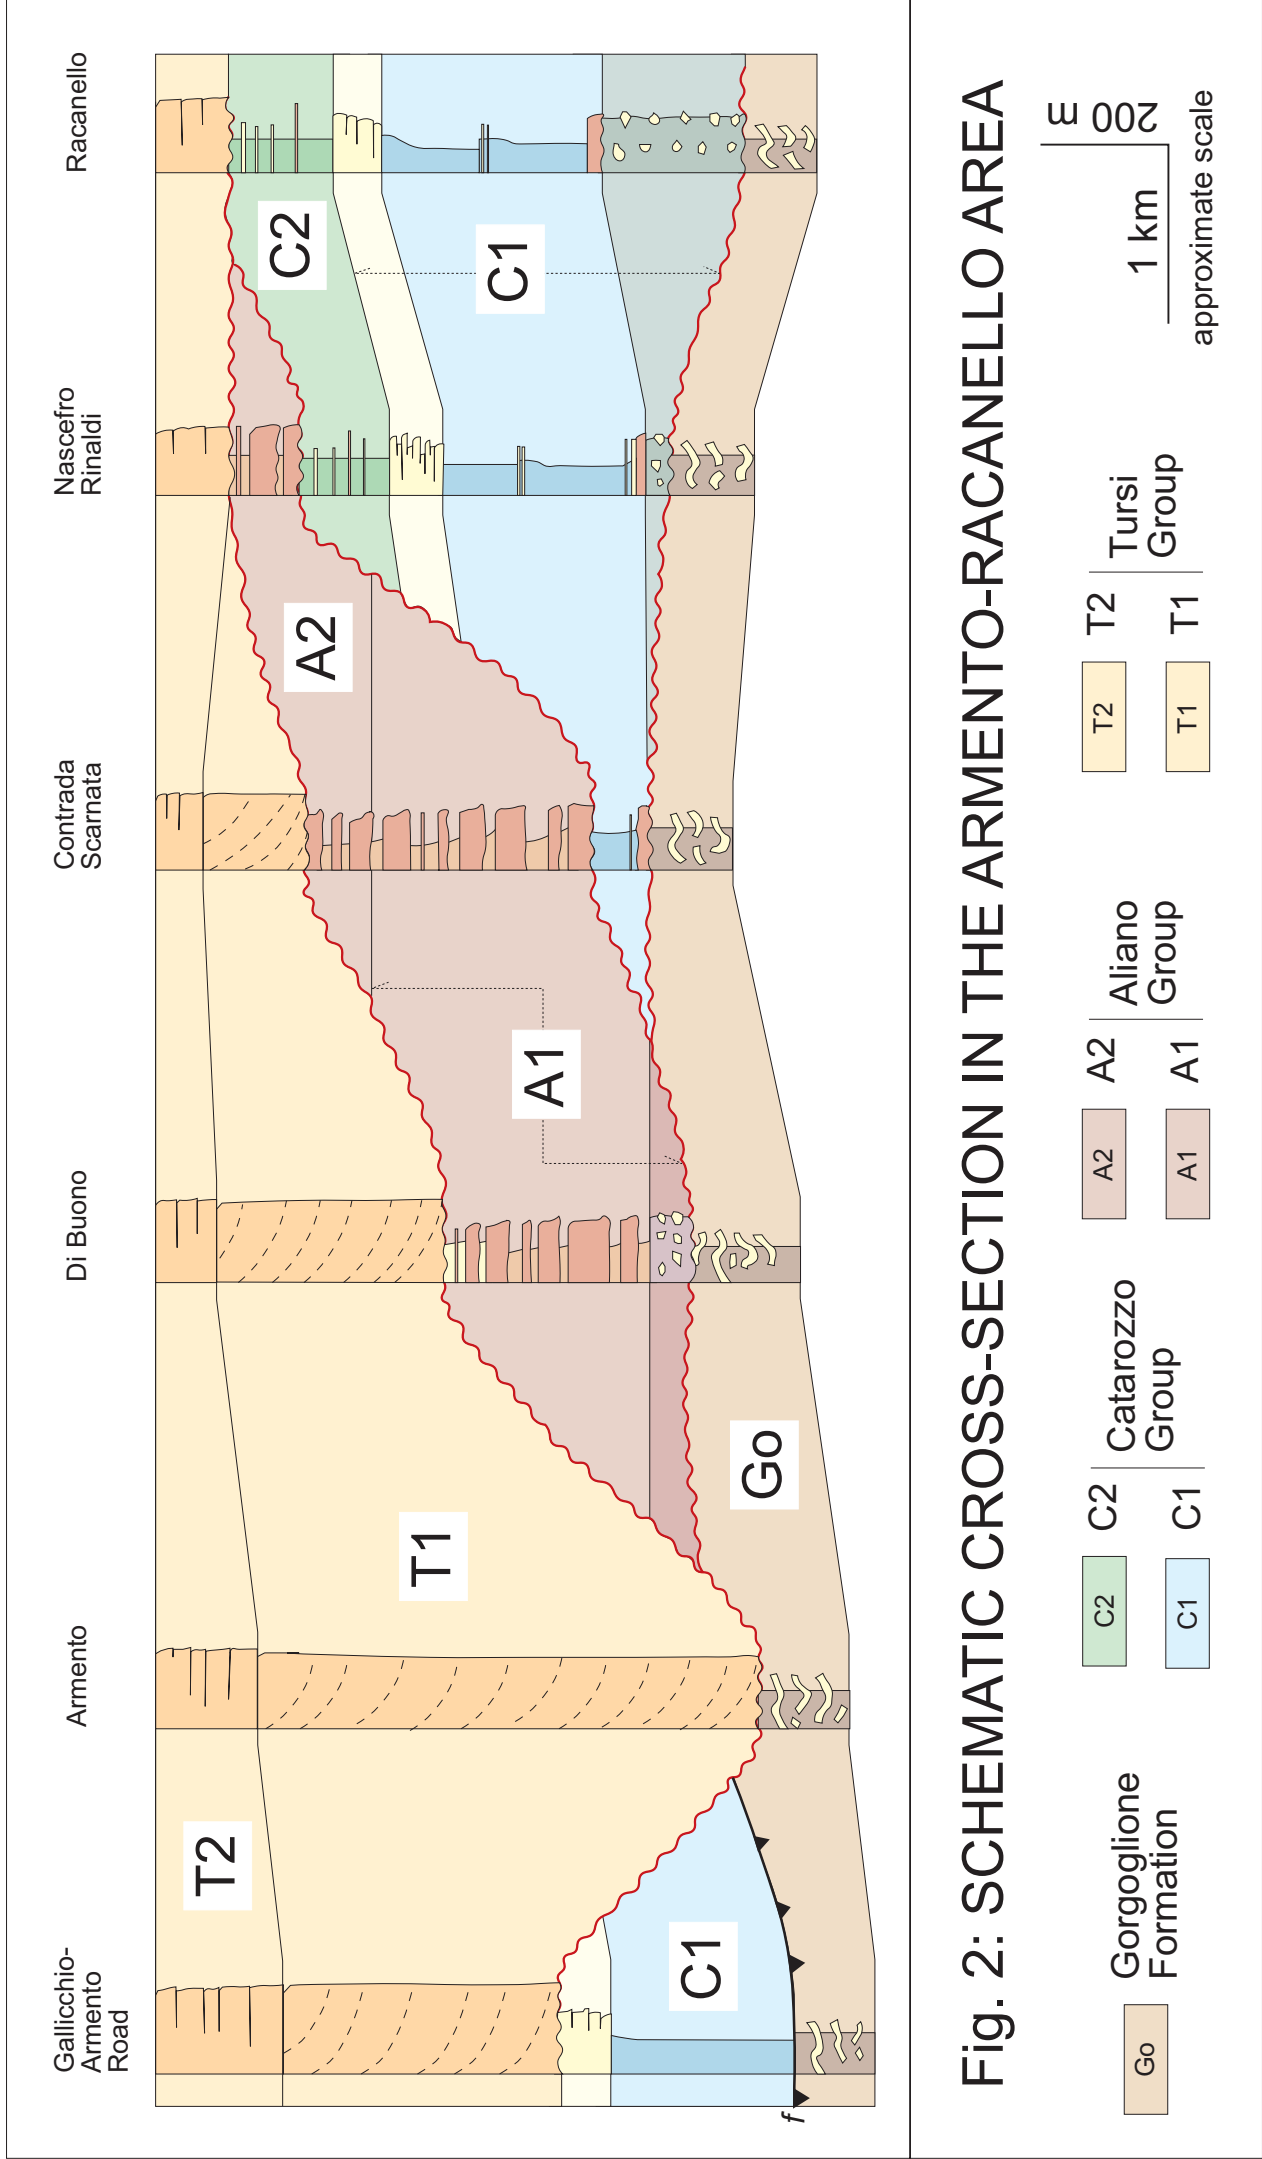 Gallicchio-
Armento
Road
Armento
Di Buono
Contrada
Scarnata
Nascefro
Rinaldi
Racanello
T2
T1
C1
Go
A1
A2
C2
C1
f
Fig. 2: SCHEMATIC CROSS-SECTION IN THE ARMENTO-RACANELLO AREA
Go
Gorgoglione
Formation
C2
C2
C1
C1
Catarozzo
Group
A2
A2
A1
A1
Aliano
Group
T2
T2
T1
T1
Tursi
Group
1 km
200 m
approximate scale